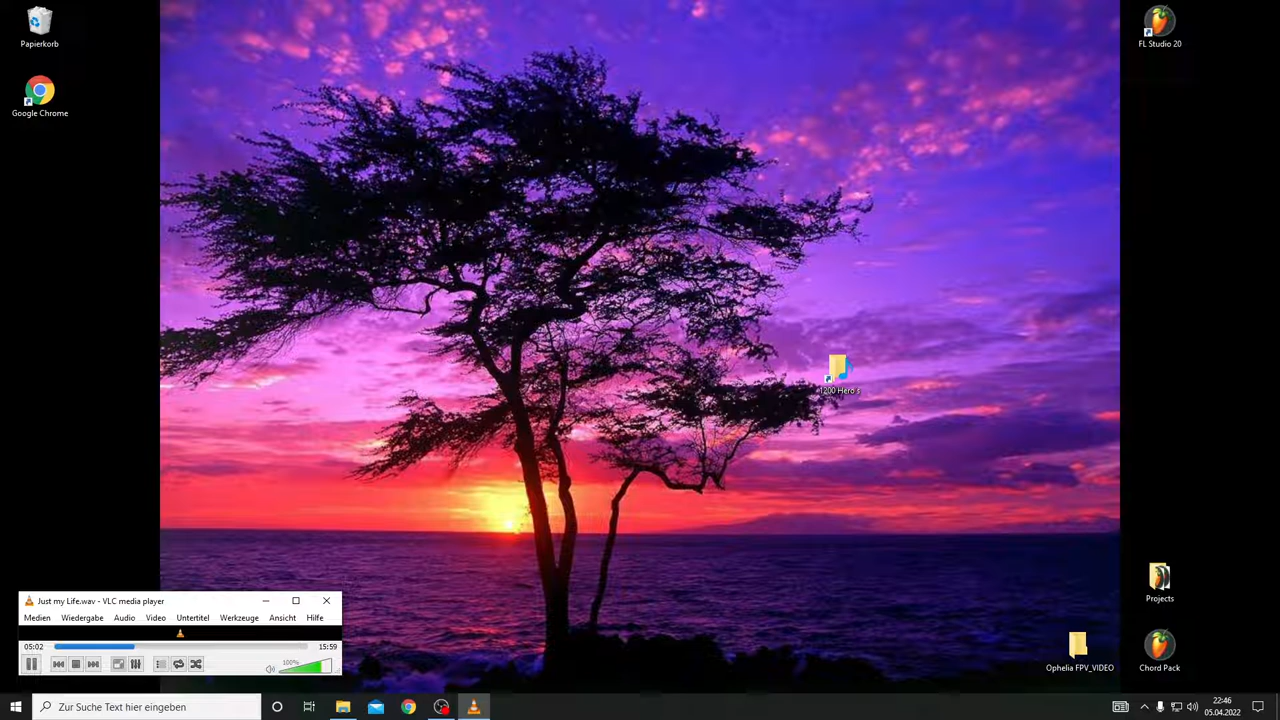 Papierkorb
Google Chrome
FL Studio 20
1200 Hero's
Projects
Ophelia FPV_VIDEO
Chord Pack
Just my Life.wav - VLC media player
Medien Wiedergabe Audio Video Untertitel Werkzeuge Ansicht Hilfe
05:02 15:59
100%
Zur Suche Text hier eingeben
22:46
05.04.2022